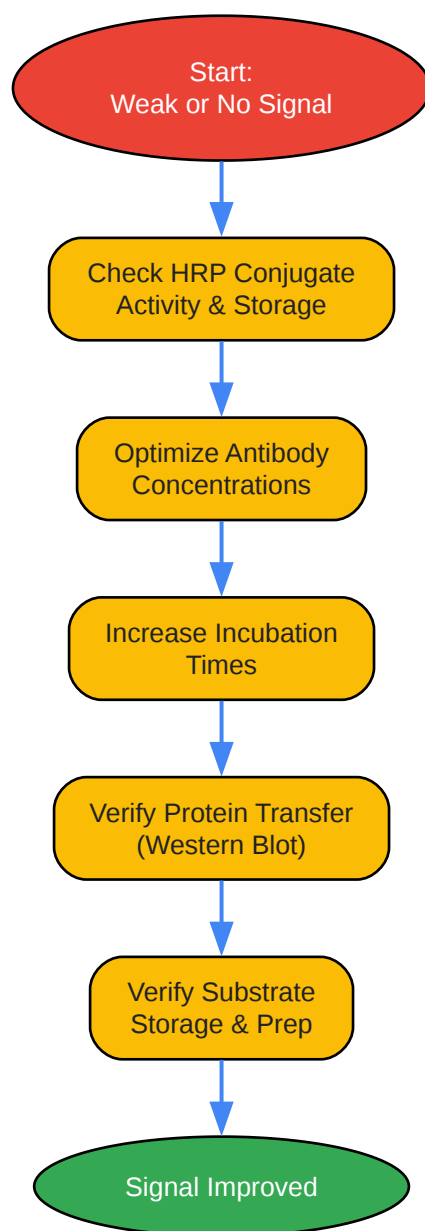 Start:
Weak or No Signal
Check HRP Conjugate
Activity & Storage
Optimize Antibody
Concentrations
Increase Incubation
Times
Verify Protein Transfer
(Western Blot)
Verify Substrate
Storage & Prep
Signal Improved